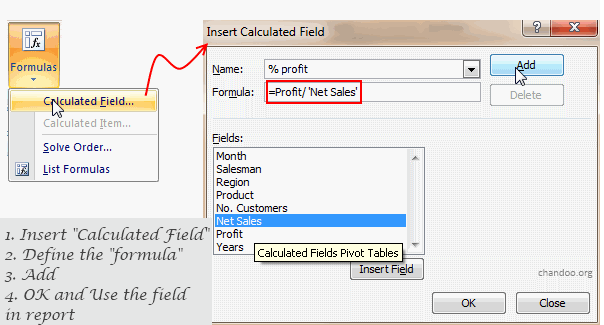 Formulas
Calculated Field...
Calculated Item...
Solve Order...
List Formulas
1. Insert "Calculated Field"
2. Define the "formula"
3. Add
4. OK and Use the field
in report
Insert Calculated Field
Name:
% profit
Add
Formula:
=Profit/ 'Net Sales'
Delete
Fields:
Month
Salesman
Region
Product
No. Customers
Net Sales
Profit
Years
Calculated Fields Pivot Tables
Insert Field
chandoo.org
OK
Close